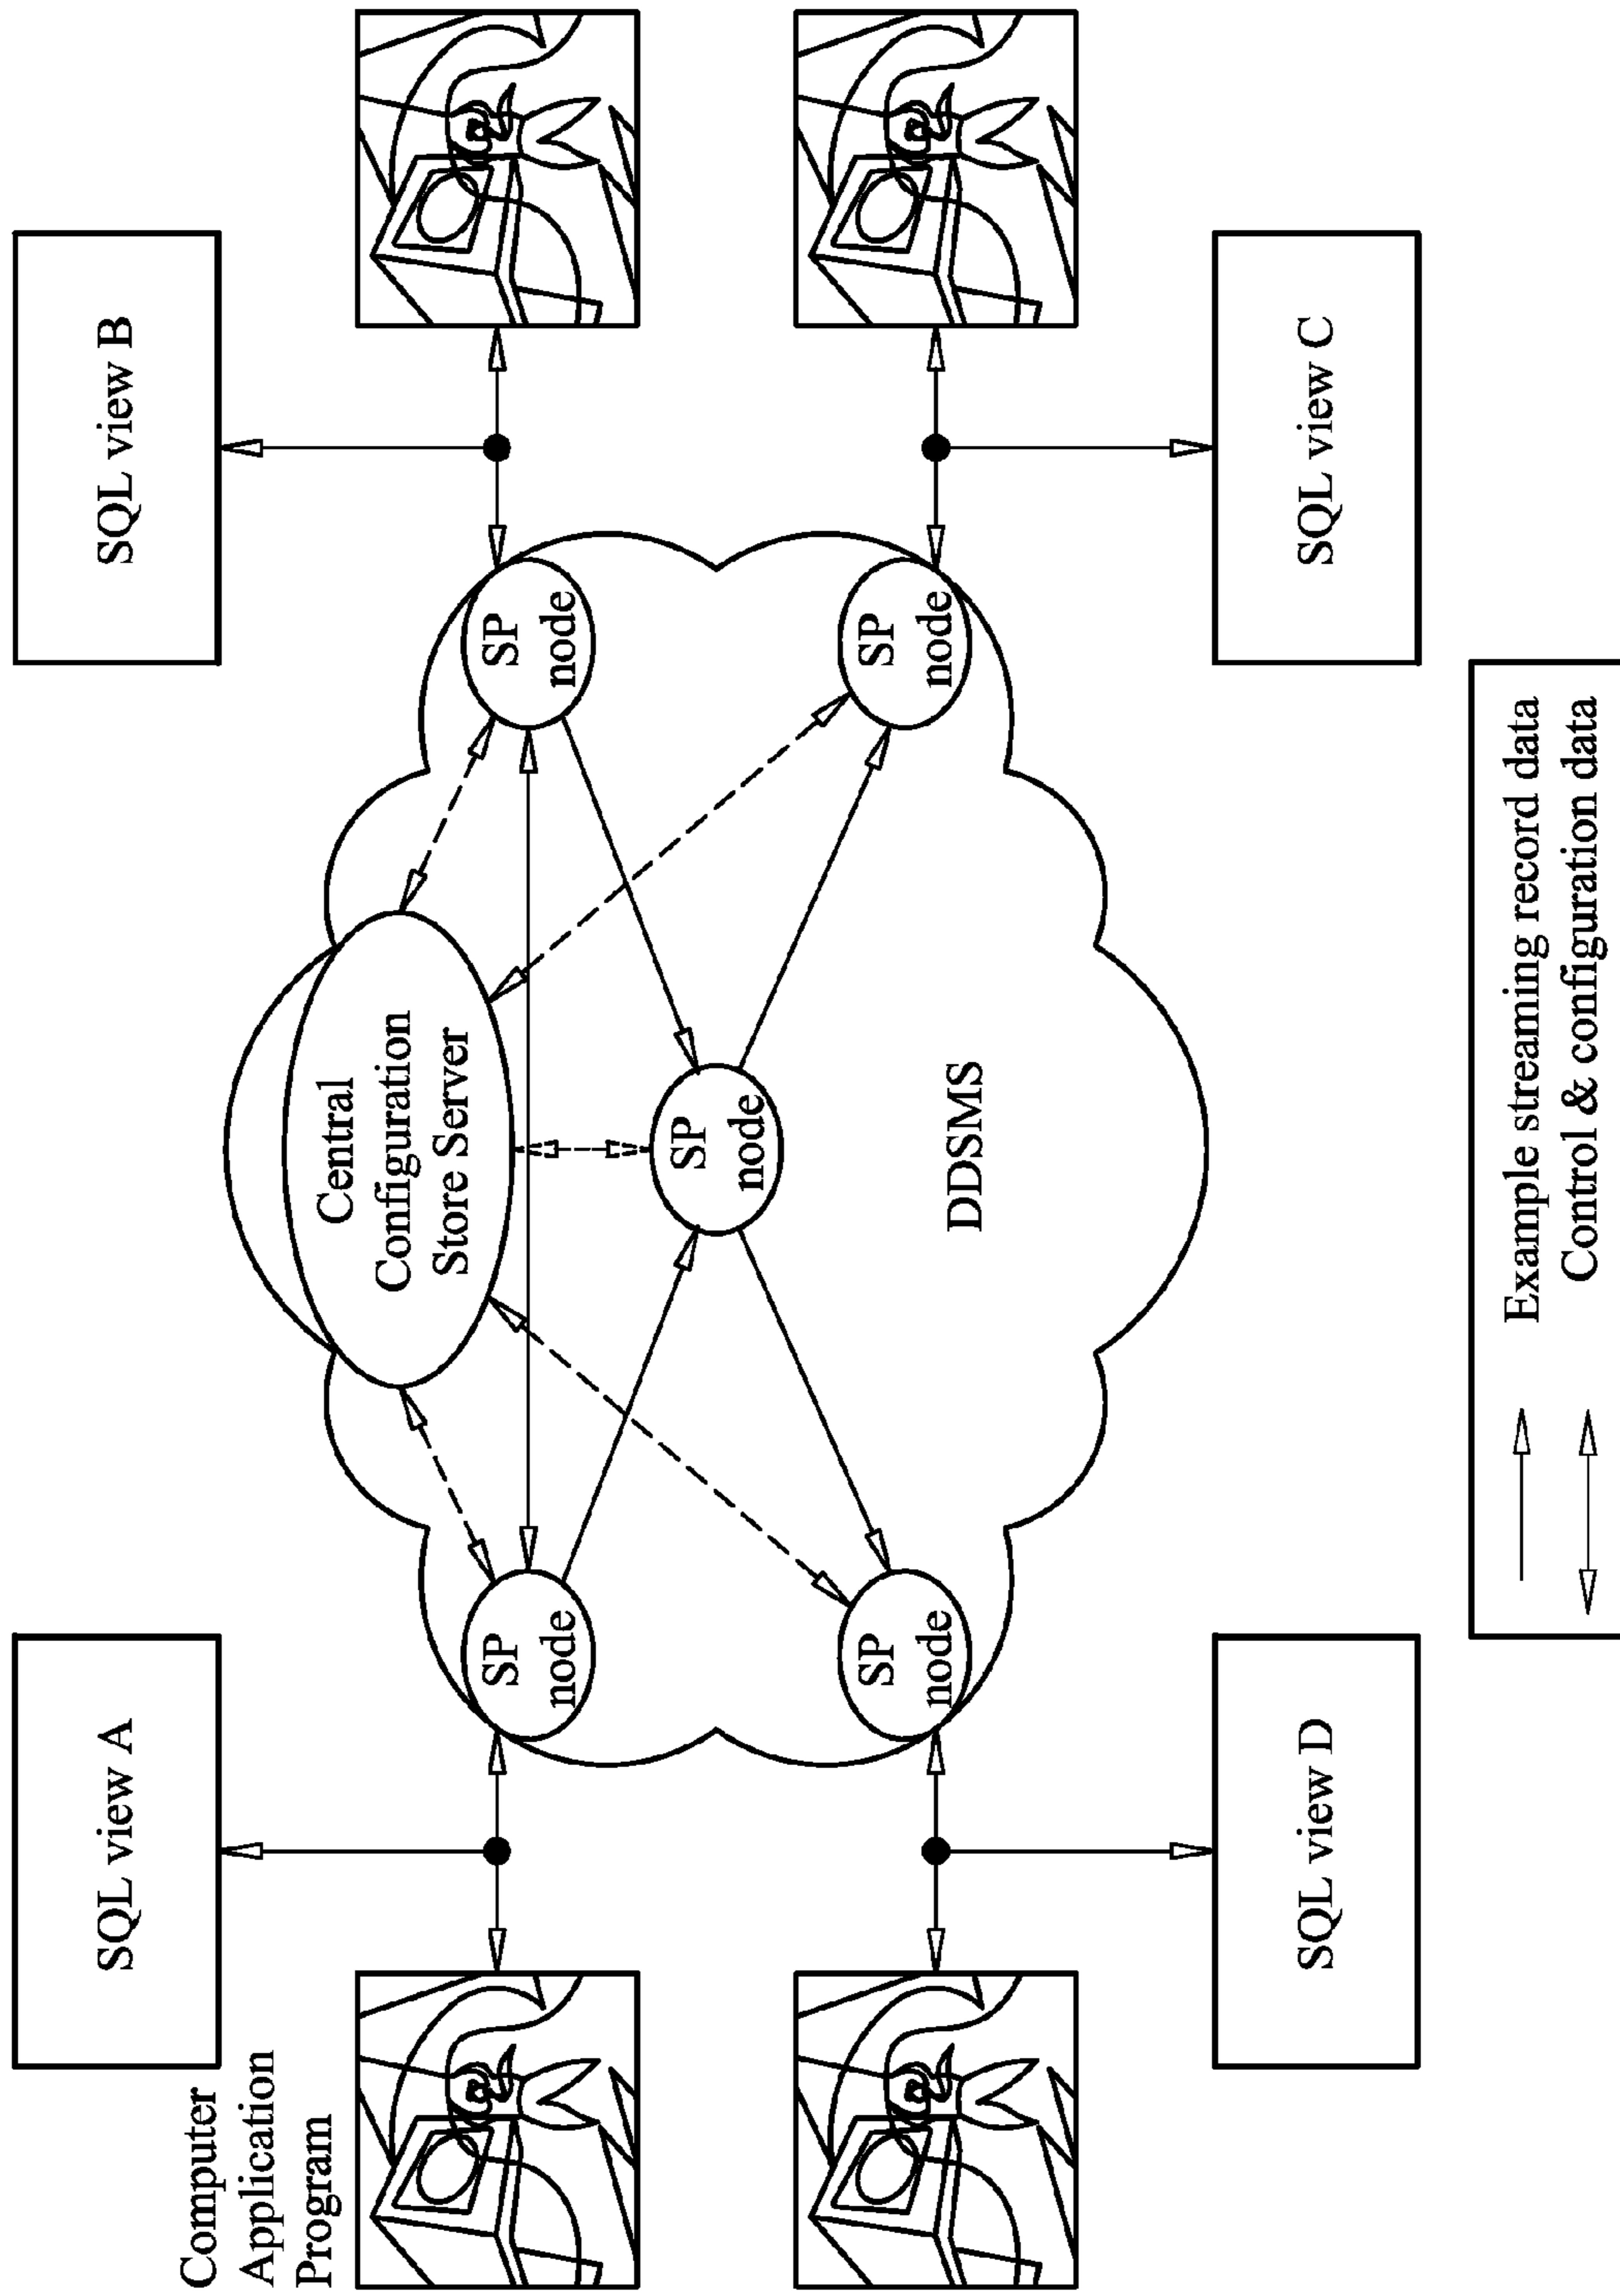 SQL view A
SQL view B
Computer
Application
Program
Central
Configuration
Store Server
SP
node
SP
node
SP
node
SP
node
SP
node
DDSMS
SQL view D
SQL view C
Example streaming record data
Control & configuration data